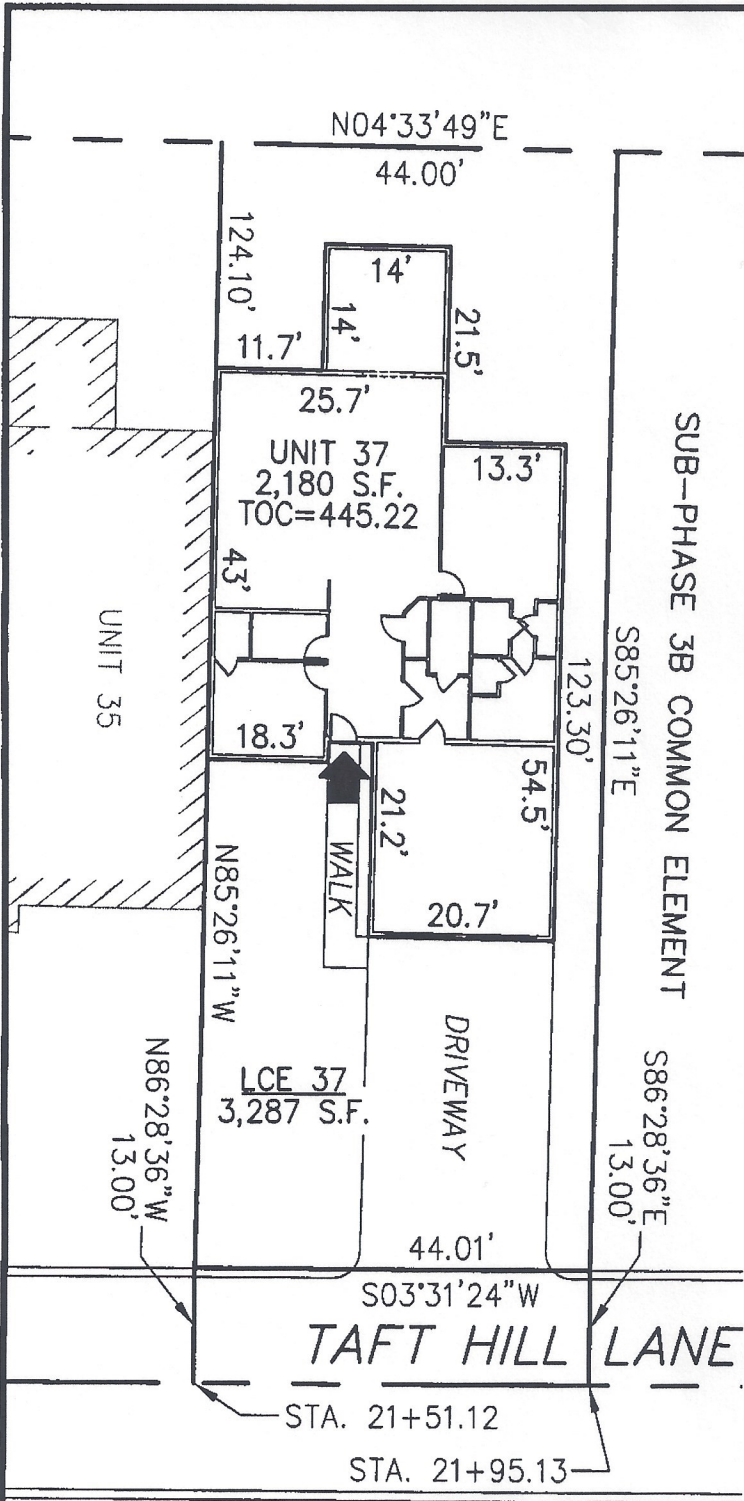 N04°33'49"E
44.00'
124.10'
14'
14'
21.5'
11.7'
25.7'
UNIT 37
2,180 S.F.
TOC=445.22
13.3'
43'
SUB-PHASE 3B COMMON ELEMENT
S85°26'11"E
123.30'
UNIT 35
18.3'
54.5'
21.2'
WALK
20.7'
N85°26'11"W
DRIVEWAY
LCE 37
3,287 S.F.
N86°28'36"W
13.00'
S86°28'36"E
13.00'
44.01'
S03°31'24"W
TAFT HILL LANE
STA. 21+51.12
STA. 21+95.13